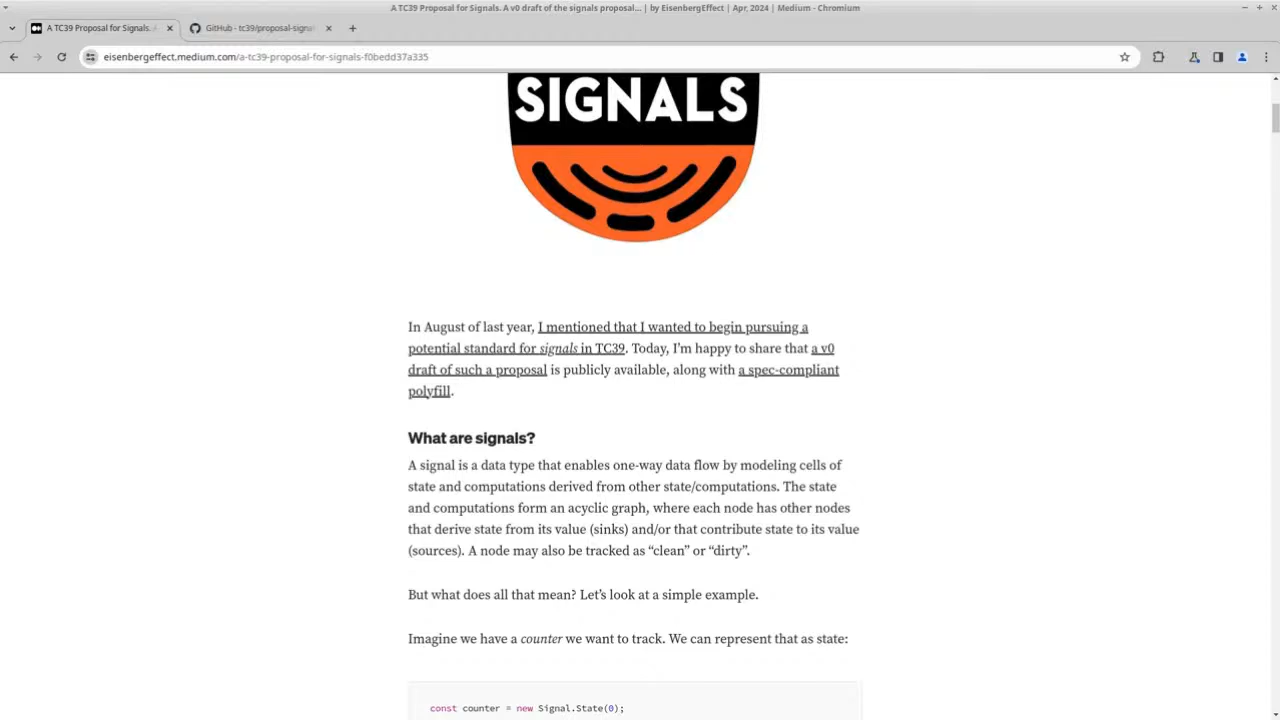 A TC39 Proposal for Signals. A v0 draft of the signals proposal… | by EisenbergEffect | Apr, 2024 | Medium - Chromium
A TC39 Proposal for Signals. A
GitHub - tc39/proposal-signal
eisenbergeffect.medium.com/a-tc39-proposal-for-signals-f0bedd37a335
SIGNALS
In August of last year, I mentioned that I wanted to begin pursuing a
potential standard for signals in TC39. Today, I’m happy to share that a v0
draft of such a proposal is publicly available, along with a spec-compliant
polyfill.
What are signals?
A signal is a data type that enables one-way data flow by modeling cells of
state and computations derived from other state/computations. The state
and computations form an acyclic graph, where each node has other nodes
that derive state from its value (sinks) and/or that contribute state to its value
(sources). A node may also be tracked as “clean” or “dirty”.
But what does all that mean? Let’s look at a simple example.
Imagine we have a counter we want to track. We can represent that as state:
const counter = new Signal.State(0);